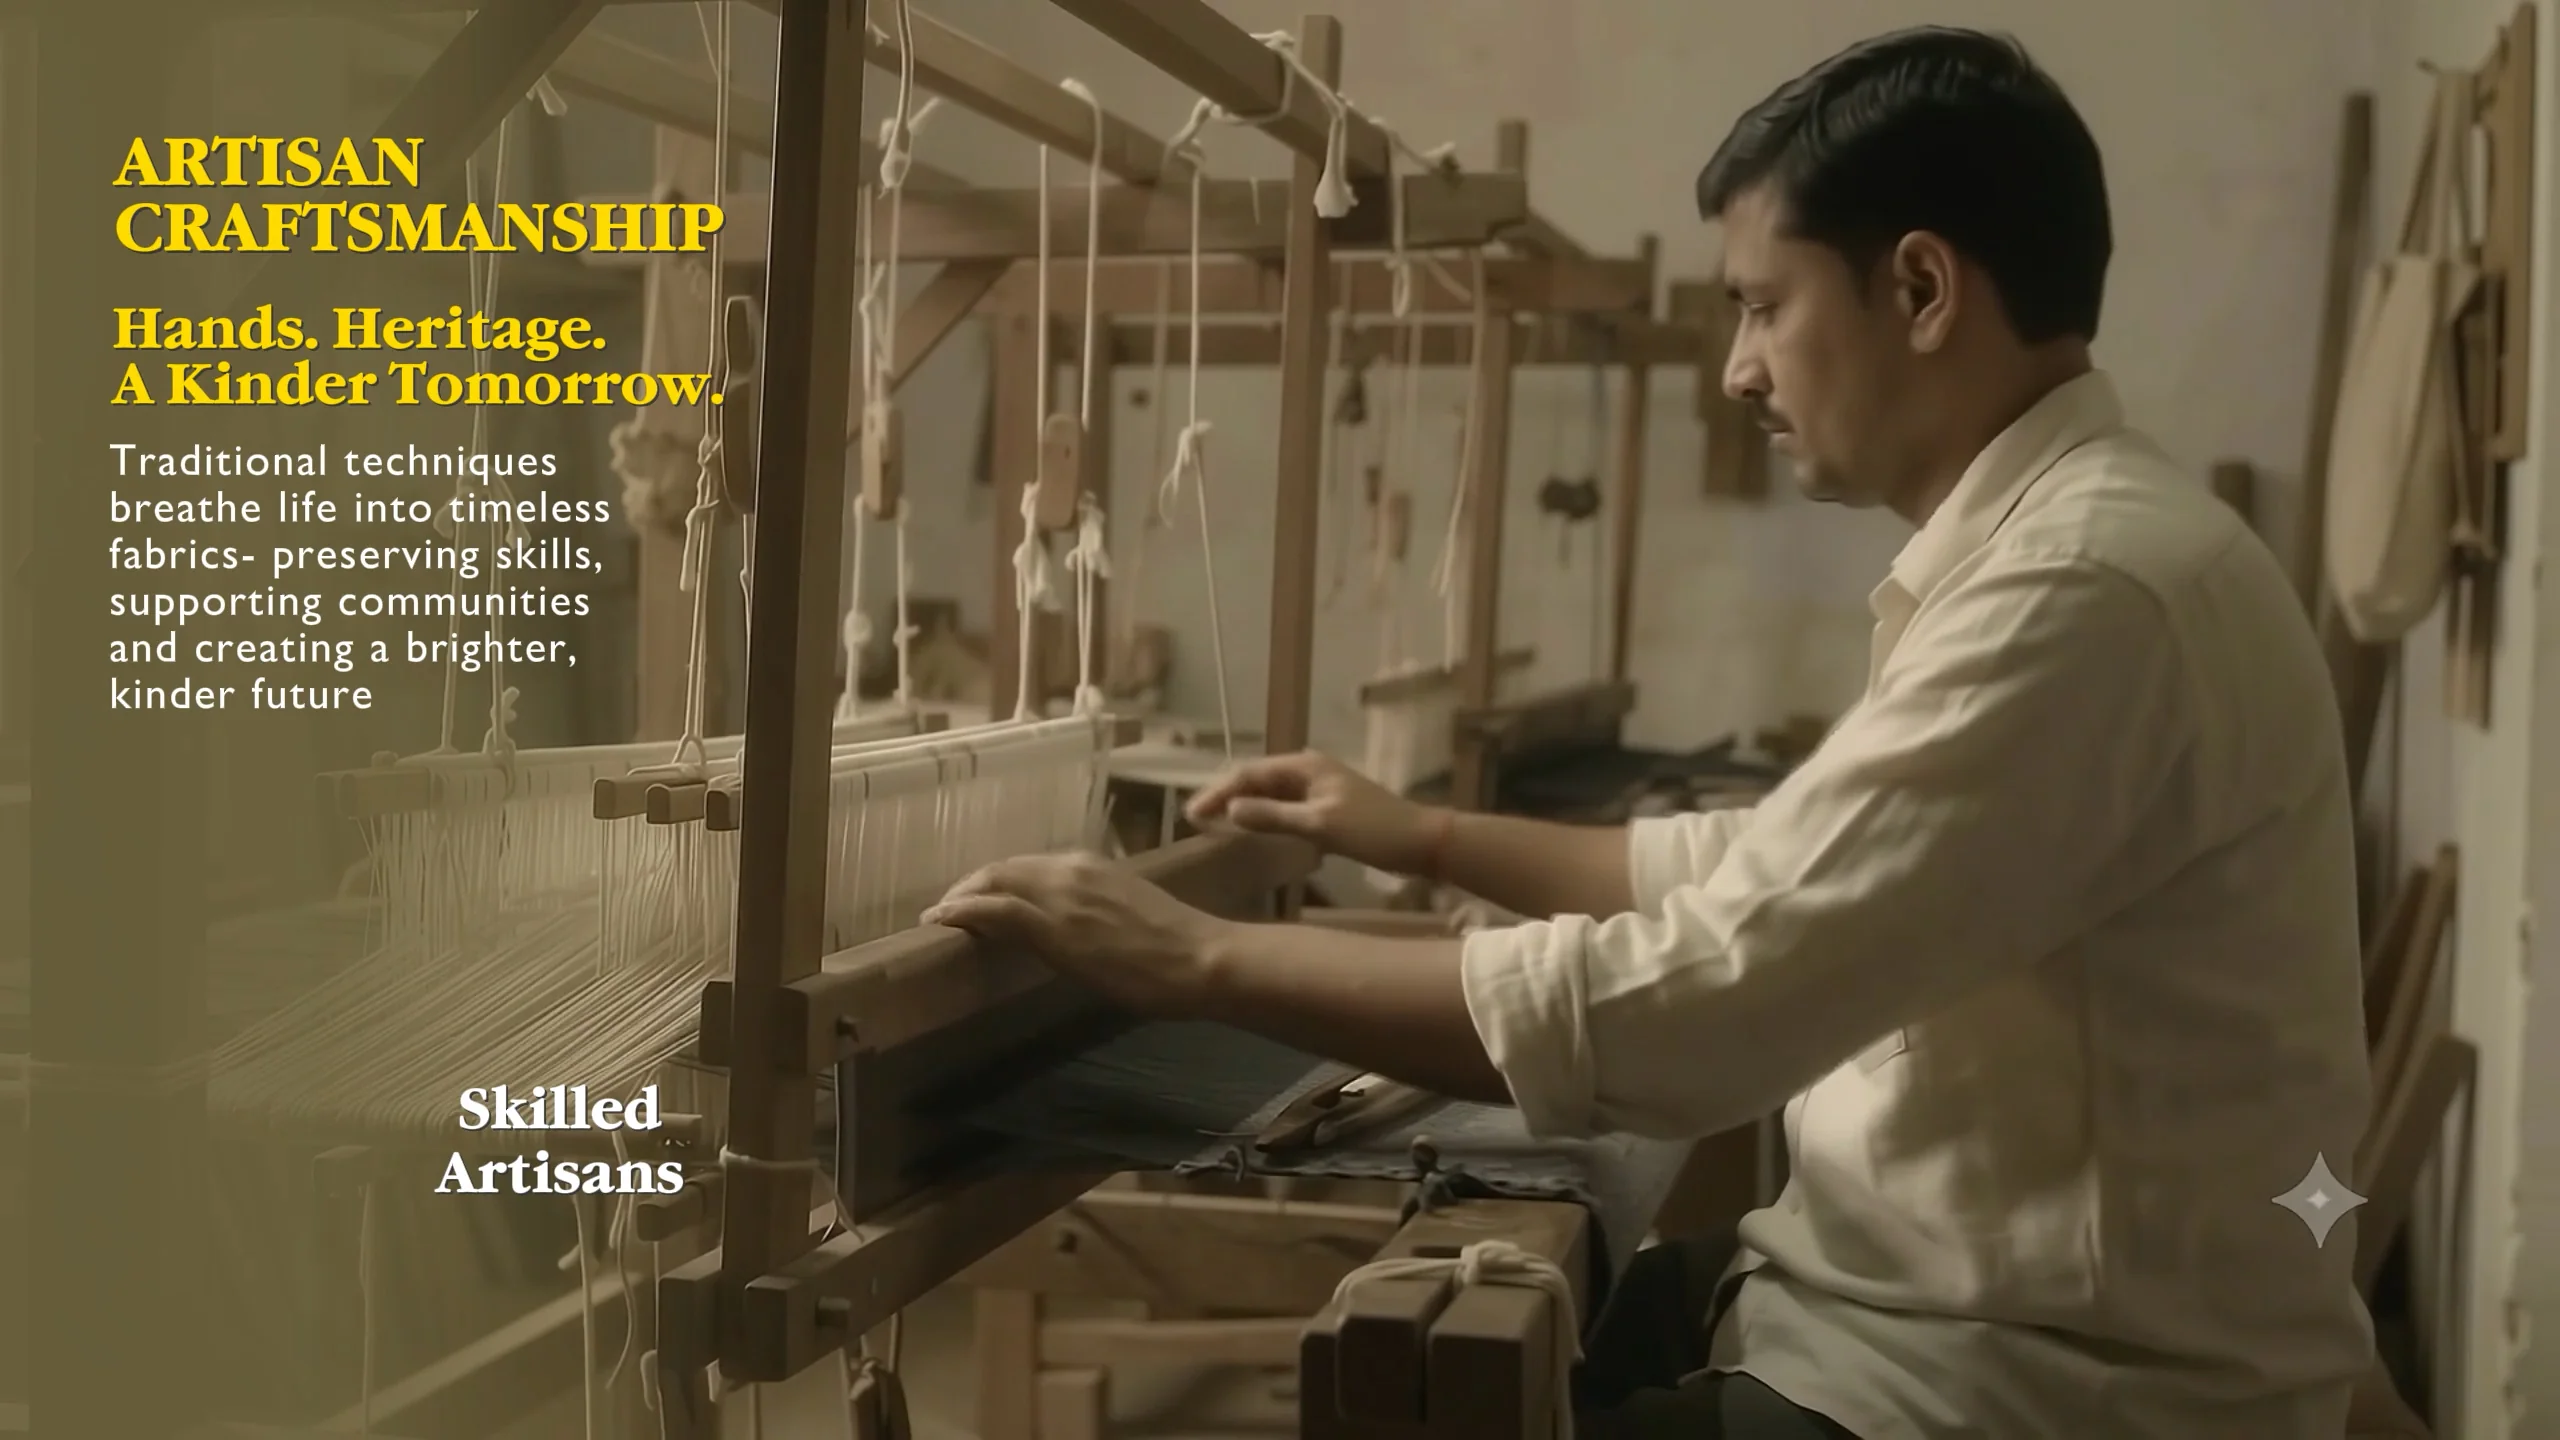 ARTISAN
CRAFTSMANSHIP
Hands. Heritage.
A Kinder Tomorrow.
Traditional techniques
breathe life into timeless
fabrics- preserving skills,
supporting communities
and creating a brighter,
kinder future
Skilled
Artisans